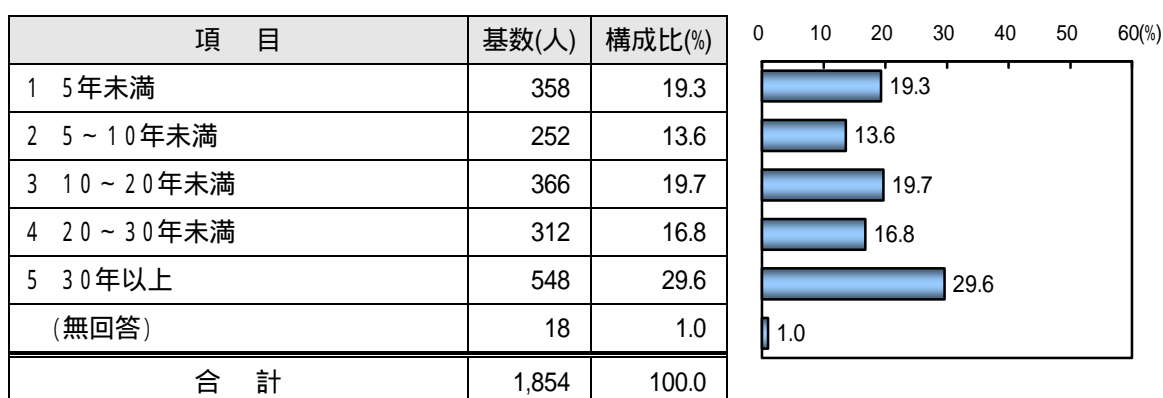 項 目 基数(人) 構成比(%)
1 5年未満 358 19.3
2 5~10年未満 252 13.6
3 10~20年未満 366 19.7
4 20~30年未満 312 16.8
5 30年以上 548 29.6
(無回答) 18 1.0
合 計 1,854 100.0
0 10 20 30 40 50 60(%)
19.3
13.6
19.7
16.8
29.6
1.0